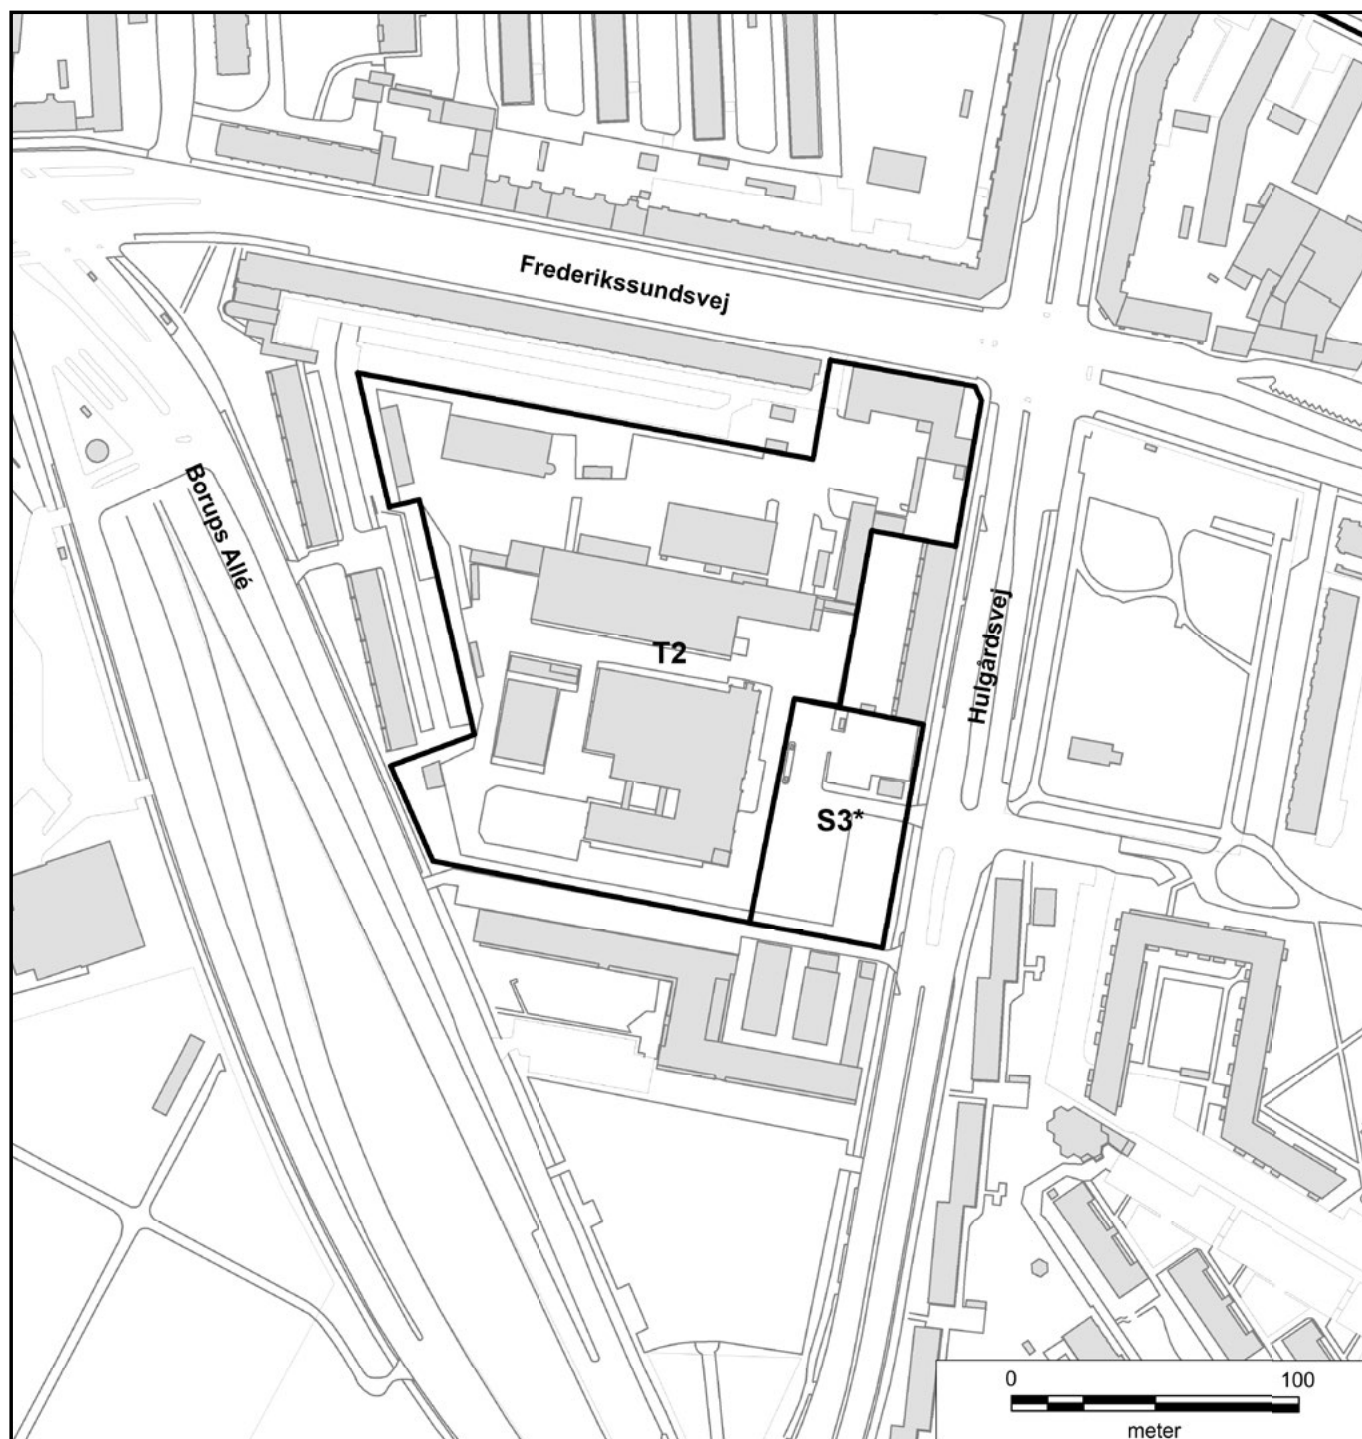 Frederikssundsvej
Borups Allé
Hulgårdsvej
T2
S3*
0 100
meter